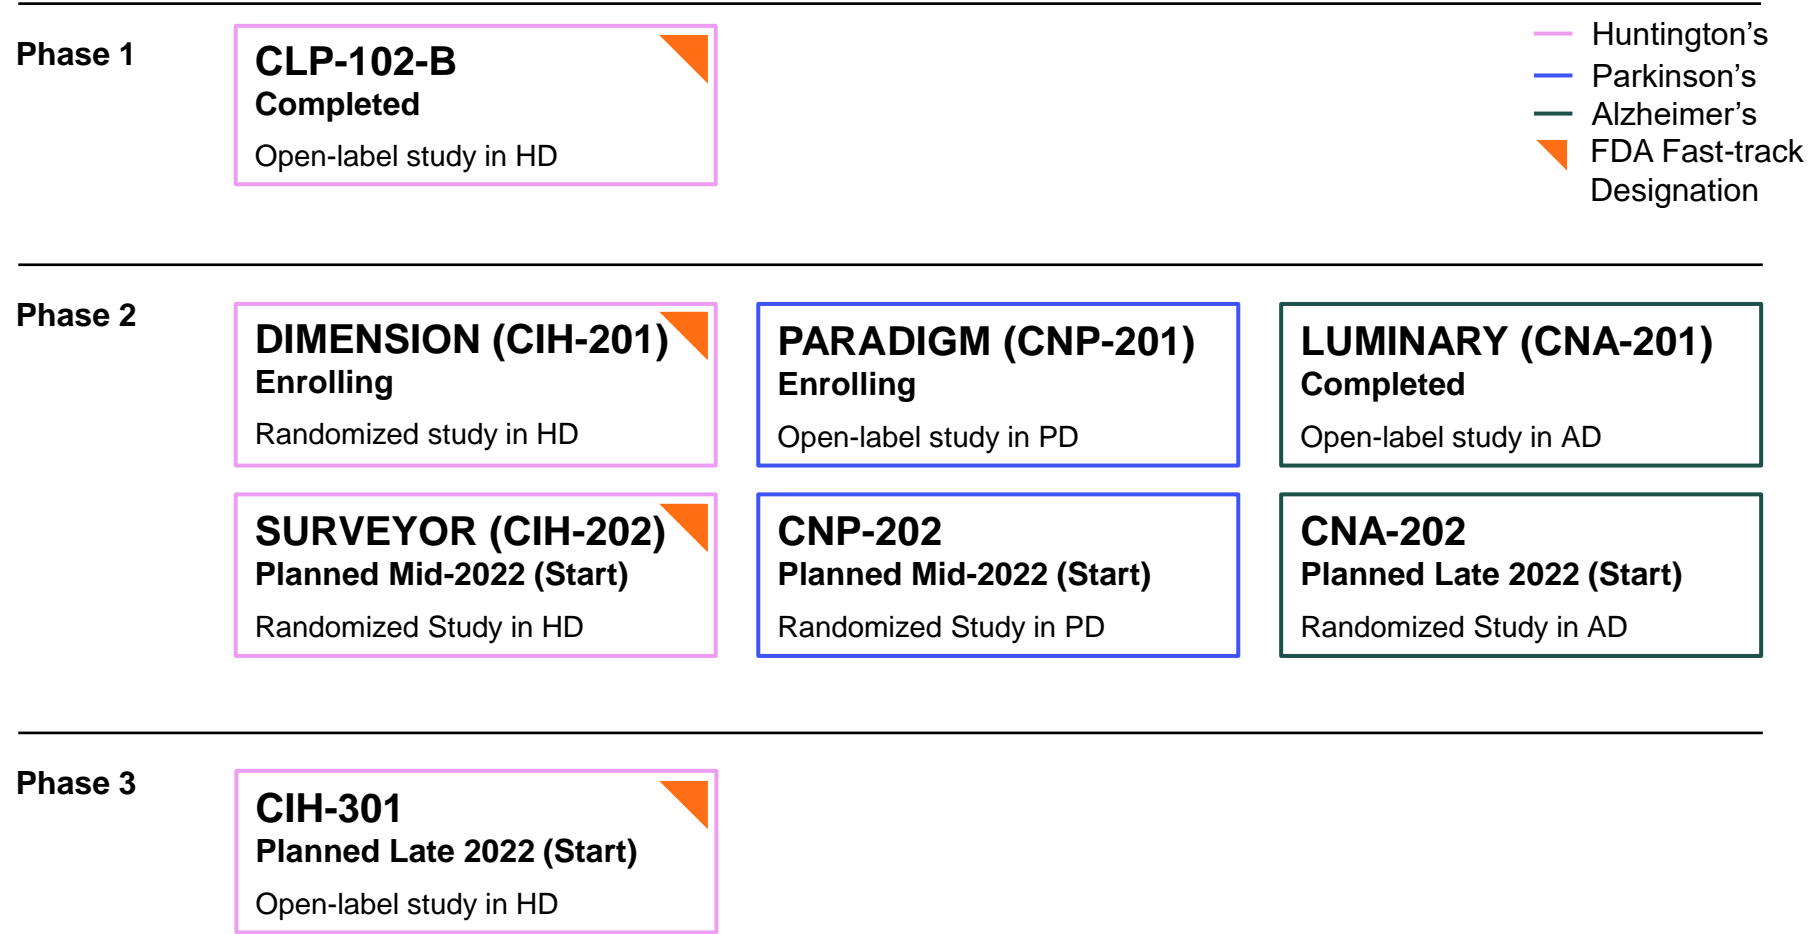 Phase 1
CLP-102-B
Completed
Open-label study in HD
Huntington’s
Parkinson’s
Alzheimer’s
FDA Fast-track
Designation
Phase 2
DIMENSION (CIH-201)
Enrolling
Randomized study in HD
PARADIGM (CNP-201)
Enrolling
Open-label study in PD
LUMINARY (CNA-201)
Completed
Open-label study in AD
SURVEYOR (CIH-202)
Planned Mid-2022 (Start)
Randomized Study in HD
CNP-202
Planned Mid-2022 (Start)
Randomized Study in PD
CNA-202
Planned Late 2022 (Start)
Randomized Study in AD
Phase 3
CIH-301
Planned Late 2022 (Start)
Open-label study in HD